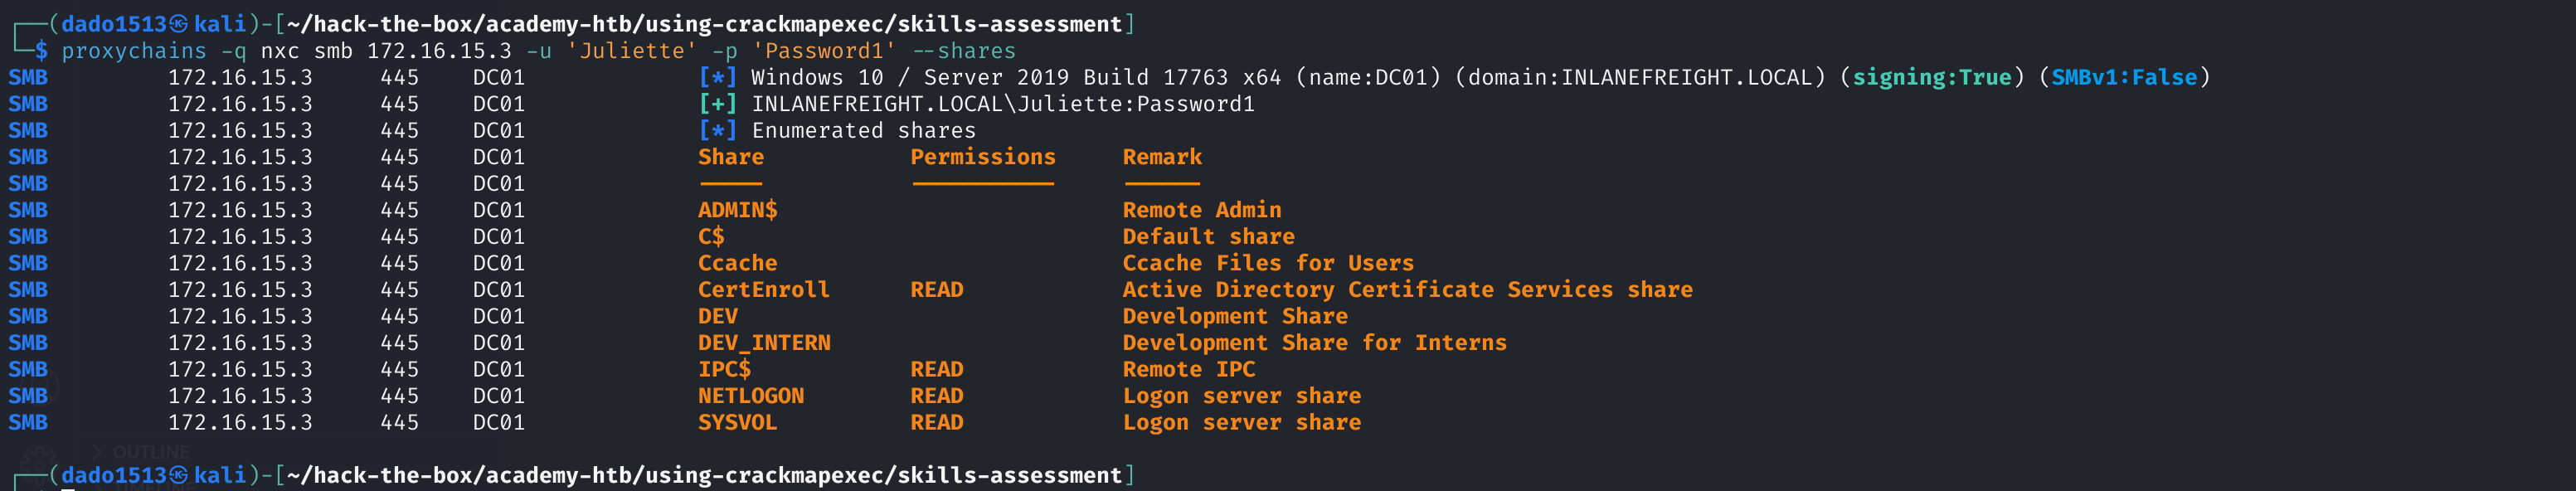 ┌──(dado1513㉿kali)-[~/hack-the-box/academy-htb/using-crackmapexec/skills-assessment]
└─$ proxychains -q nxc smb 172.16.15.3 -u 'Juliette' -p 'Password1' --shares
SMB 172.16.15.3 445 DC01 [*] Windows 10 / Server 2019 Build 17763 x64 (name:DC01) (domain:INLANEFREIGHT.LOCAL) (signing:True) (SMBv1:False)
SMB 172.16.15.3 445 DC01 [+] INLANEFREIGHT.LOCAL\Juliette:Password1
SMB 172.16.15.3 445 DC01 [*] Enumerated shares
SMB 172.16.15.3 445 DC01 Share Permissions Remark
SMB 172.16.15.3 445 DC01 ----- ----------- ------
SMB 172.16.15.3 445 DC01 ADMIN$ Remote Admin
SMB 172.16.15.3 445 DC01 C$ Default share
SMB 172.16.15.3 445 DC01 Ccache Ccache Files for Users
SMB 172.16.15.3 445 DC01 CertEnroll READ Active Directory Certificate Services share
SMB 172.16.15.3 445 DC01 DEV Development Share
SMB 172.16.15.3 445 DC01 DEV_INTERN Development Share for Interns
SMB 172.16.15.3 445 DC01 IPC$ READ Remote IPC
SMB 172.16.15.3 445 DC01 NETLOGON READ Logon server share
SMB 172.16.15.3 445 DC01 SYSVOL READ Logon server share
OUTLINE
┌──(dado1513㉿kali)-[~/hack-the-box/academy-htb/using-crackmapexec/skills-assessment]